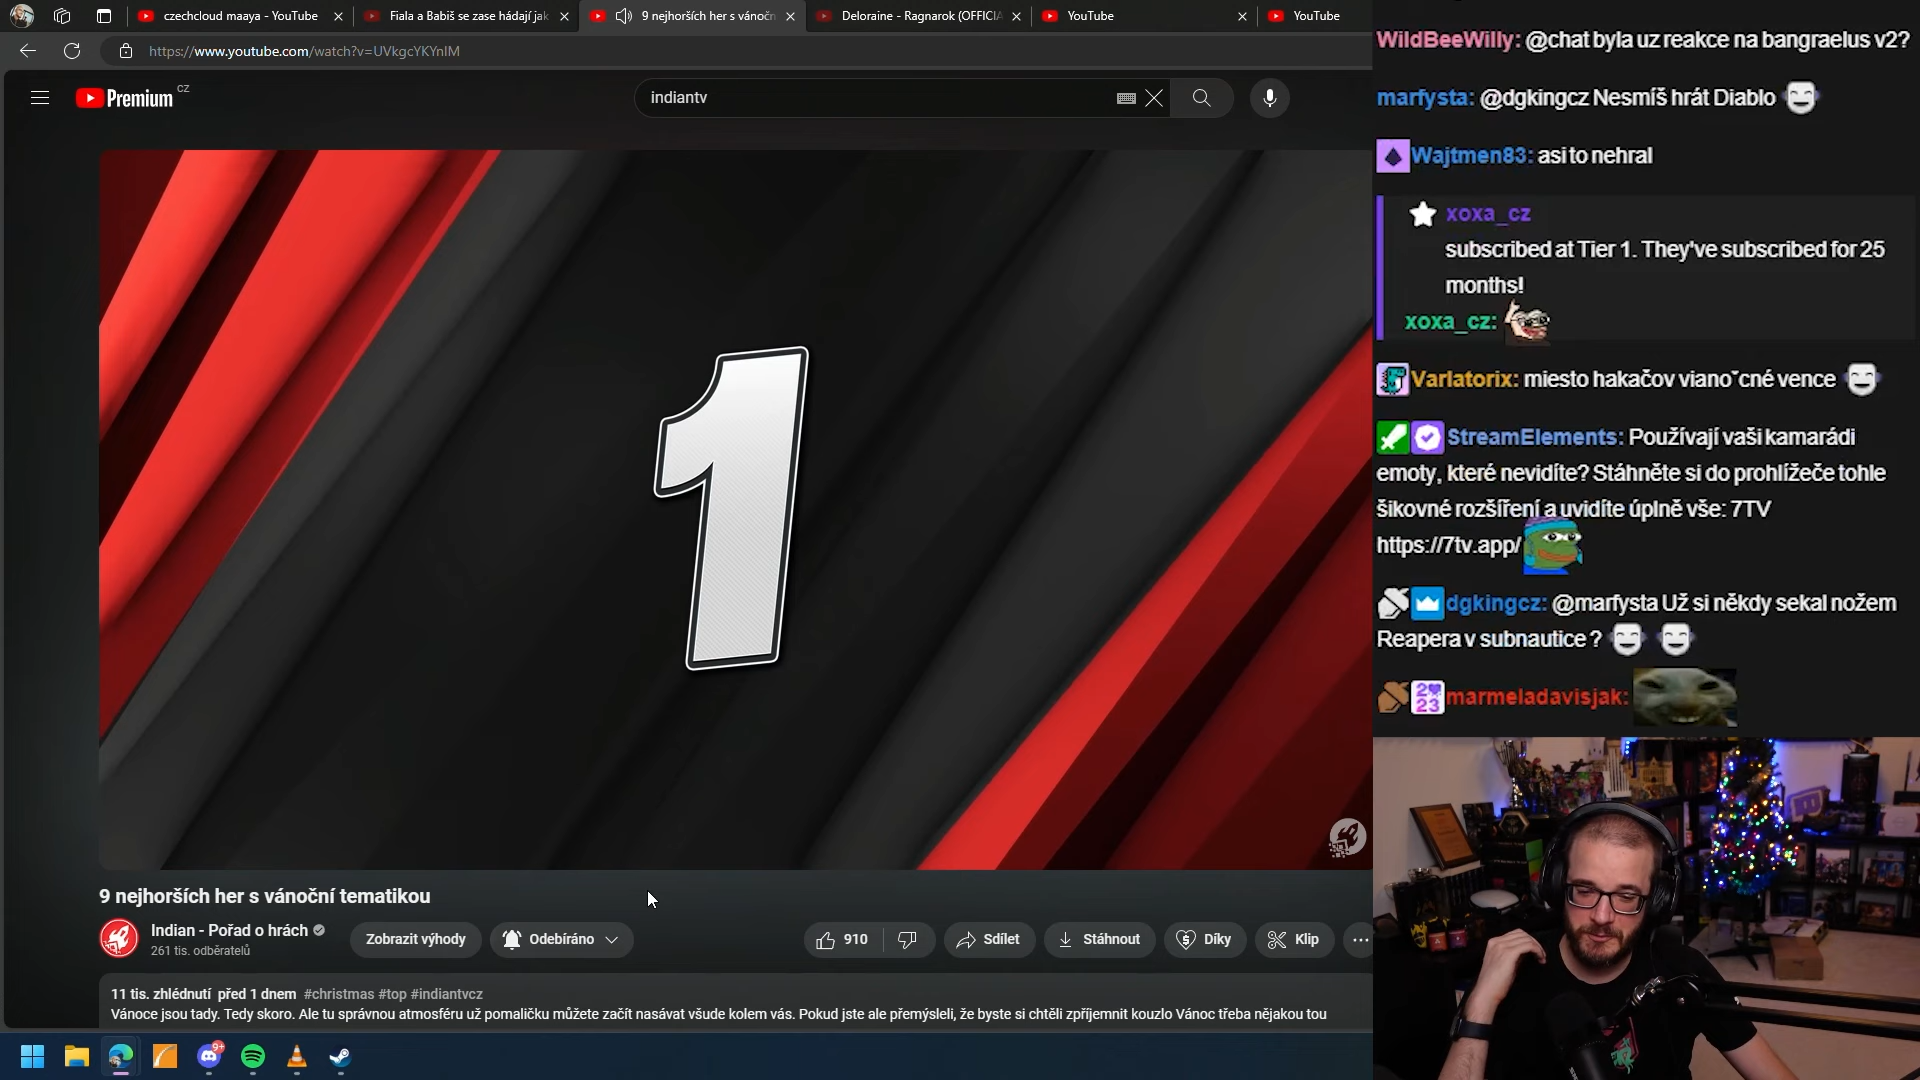 czechcloud maaya - YouTube
Fiala a Babiš se zase hádají jak
9 nejhorších her s vánočn
Deloraine - Ragnarok (OFFICIA
YouTube
YouTube
https://www.youtube.com/watch?v=UVkgcYKYnIM
Premium
CZ
indiantv
1
9 nejhorších her s vánoční tematikou
Indian - Pořad o hrách
261 tis. odběratelů
Zobrazit výhody
Odebíráno
910
Sdílet
Stáhnout
Díky
Klip
11 tis. zhlédnutí před 1 dnem #christmas #top #indiantvcz
Vánoce jsou tady. Tedy skoro. Ale tu správnou atmosféru už pomaličku můžete začít nasávat všude kolem vás. Pokud jste ale přemýšleli, že byste si chtěli zpříjemnit kouzlo Vánoc třeba nějakou tou
9+
WildBeeWilly: @chat byla uz reakce na bangraelus v2?
marfysta: @dgkingcz Nesmíš hrát Diablo
Wajtmen83: asi to nehral
xoxa_cz
subscribed at Tier 1. They've subscribed for 25
months!
xoxa_cz:
Varlatorix: miesto hakačov vianoˇcné vence
StreamElements: Používají vaši kamarádi
emoty, které nevidíte? Stáhněte si do prohlížeče tohle
šikovné rozšíření a uvidíte úplně vše: 7TV
https://7tv.app/
dgkingcz: @marfysta Už si někdy sekal nožem
Reapera v subnautice ?
2023
marmeladavisjak: